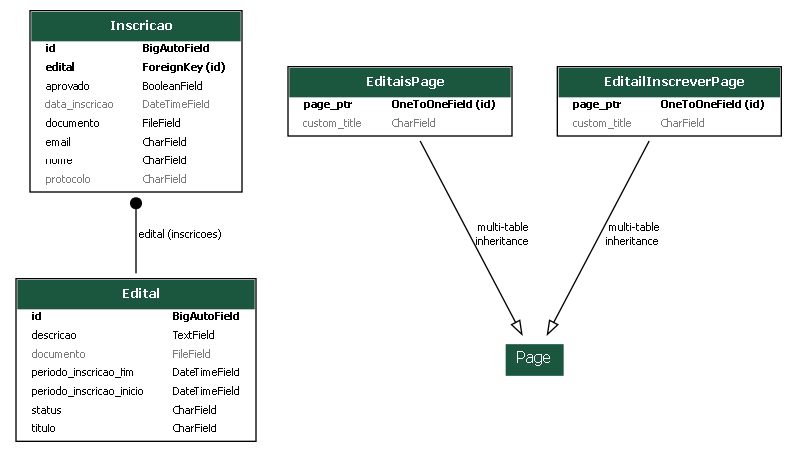 Inscricao
id BigAutoField
edital ForeignKey (id)
aprovado BooleanField
data_inscricao DateTimeField
documento FileField
email CharField
nome CharField
protocolo CharField
edital (inscricoes)
Edital
id BigAutoField
descricao TextField
documento FileField
periodo_inscricao_fim DateTimeField
periodo_inscricao_inicio DateTimeField
status CharField
titulo CharField
EditaisPage
page_ptr OneToOneField (id)
custom_title CharField
EditailInscreverPage
page_ptr OneToOneField (id)
custom_title CharField
multi-table
inheritance
multi-table
inheritance
Page